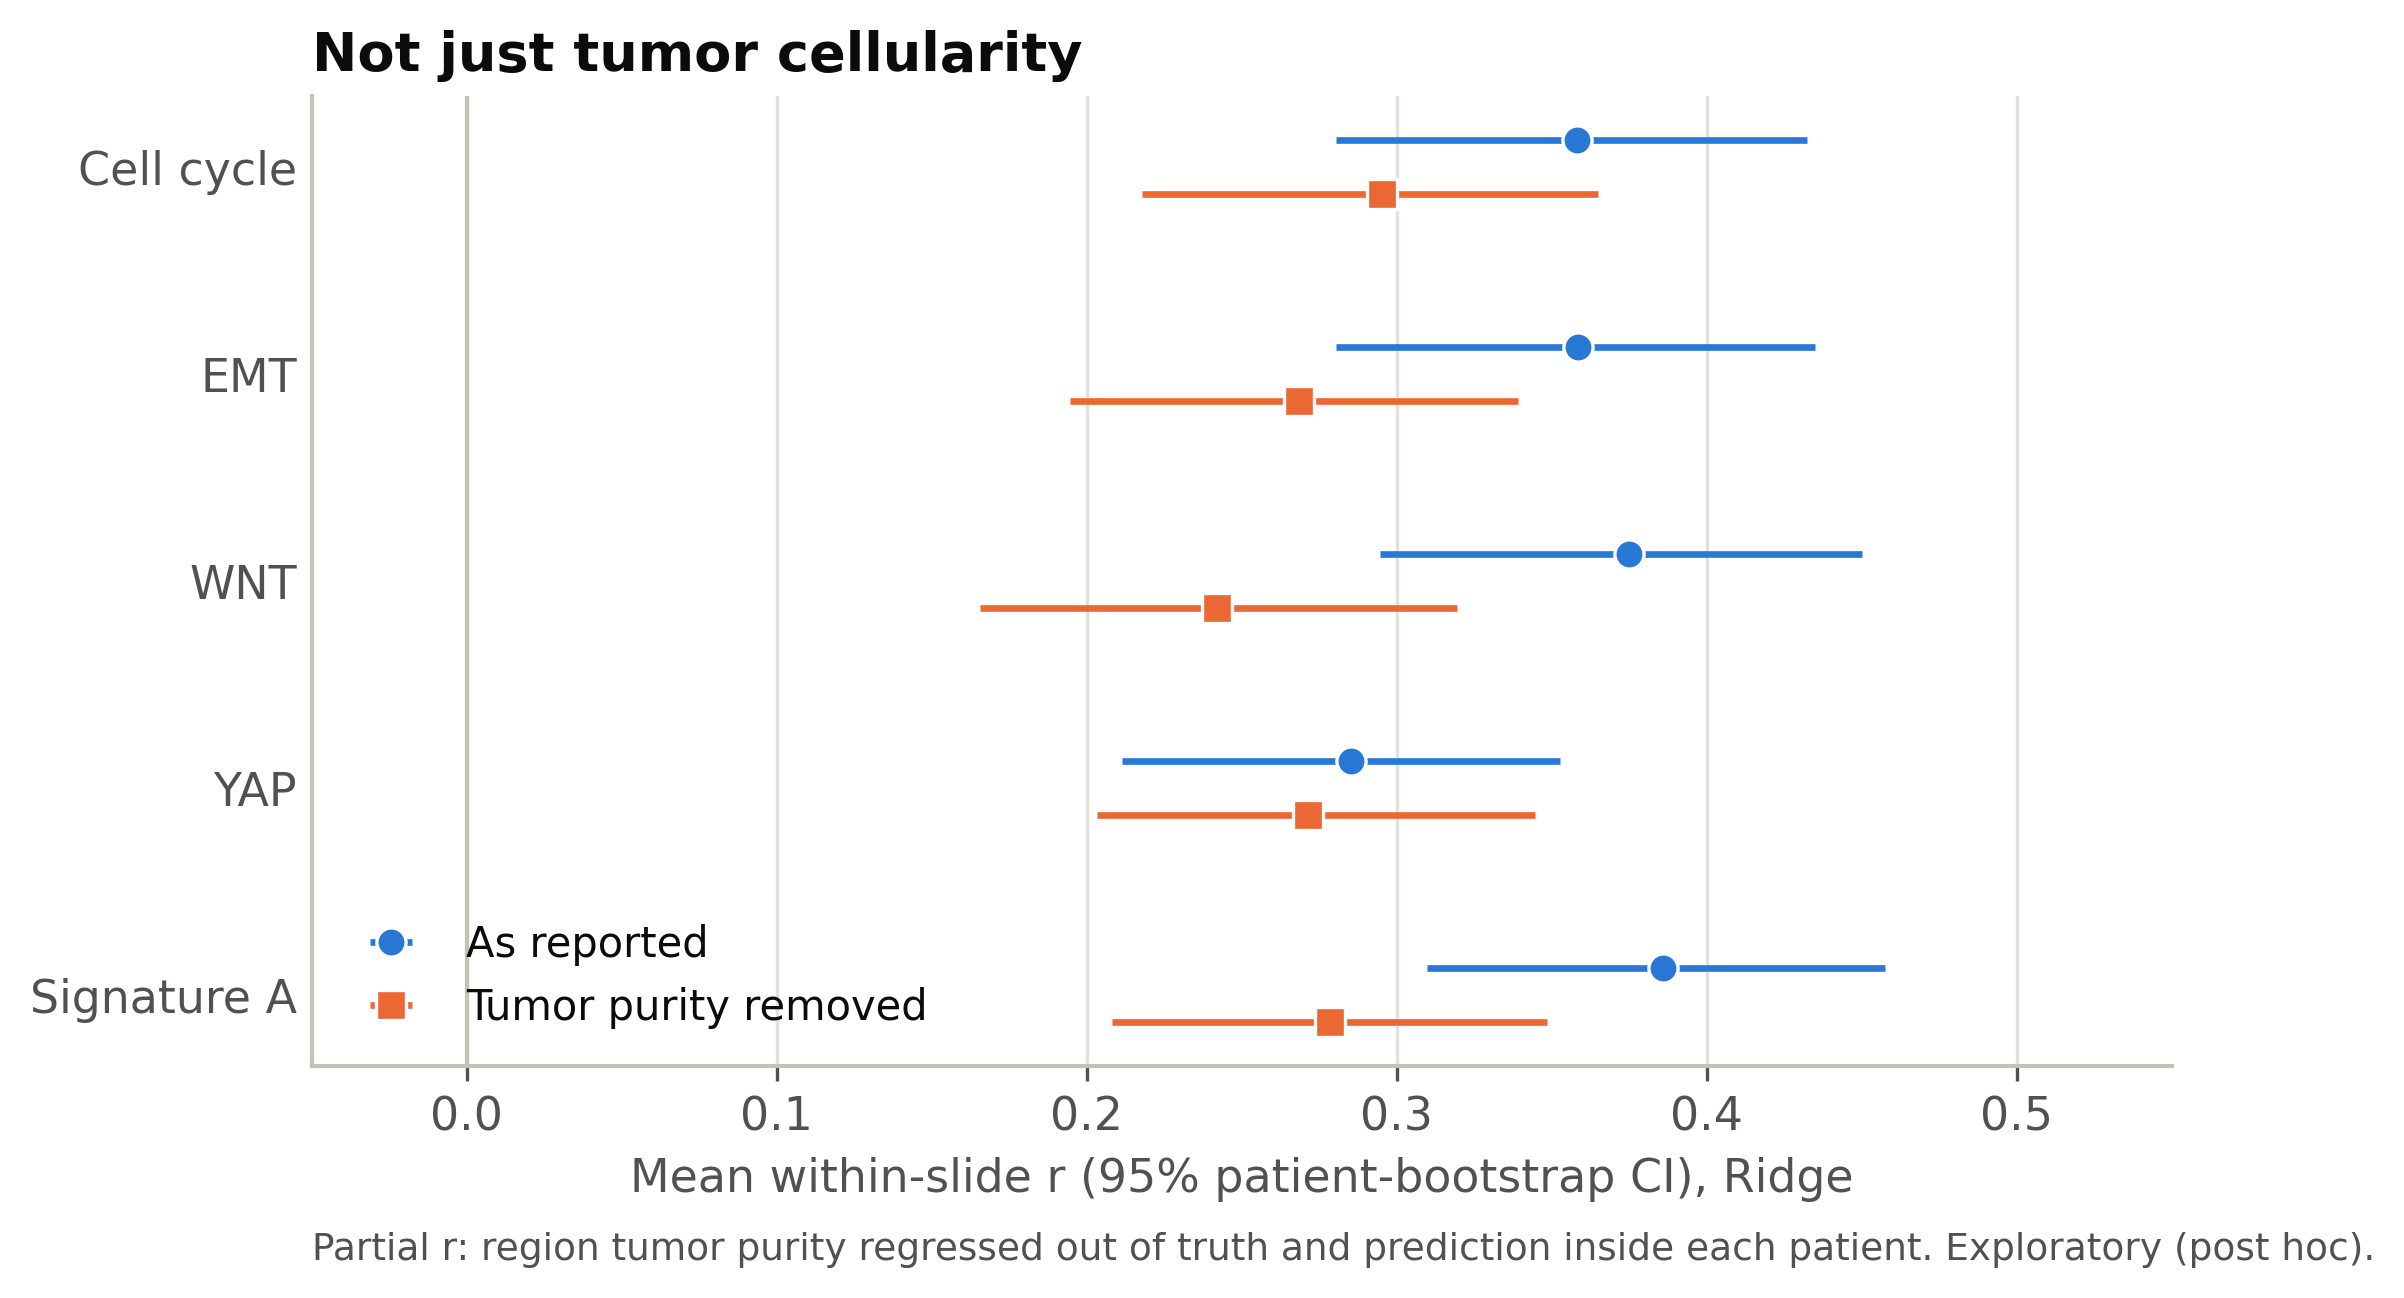 Not just tumor cellularity
Cell cycle
EMT
WNT
YAP
Signature A
As reported
Tumor purity removed
0.0 0.1 0.2 0.3 0.4 0.5
Mean within-slide r (95% patient-bootstrap CI), Ridge
Partial r: region tumor purity regressed out of truth and prediction inside each patient. Exploratory (post hoc).